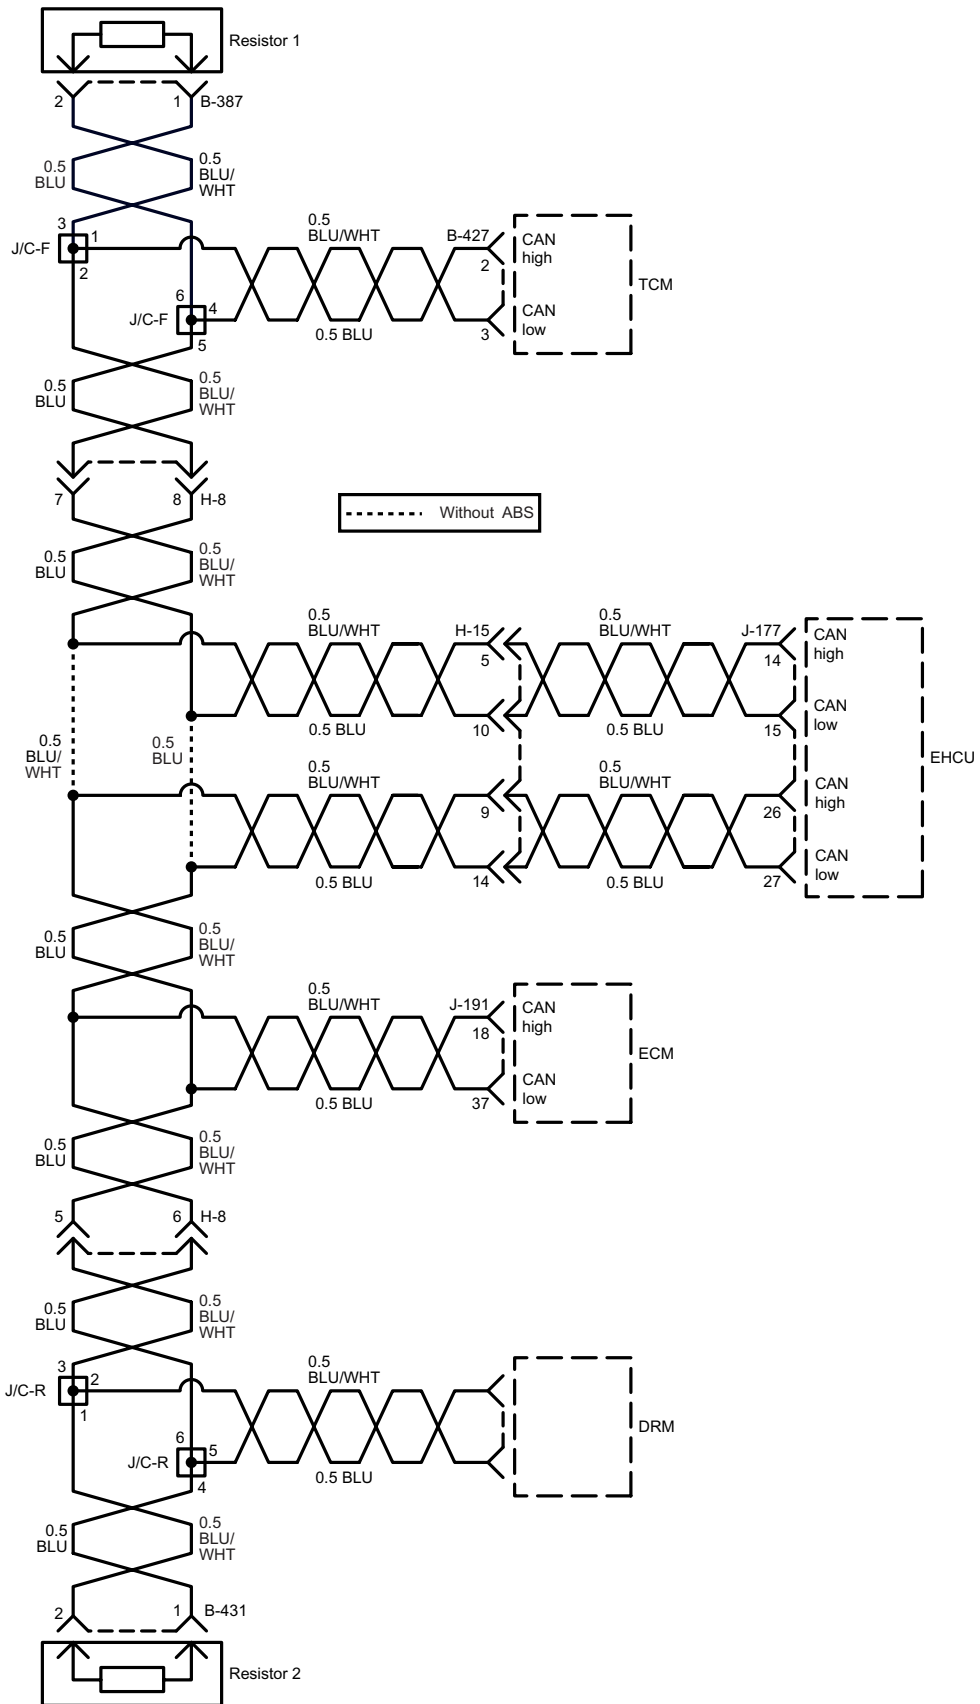 Resistor 1
2
1
B-387
0.5
BLU
0.5
BLU/
WHT
3
1
J/C-F
2
0.5
BLU/WHT
B-427
2
CAN
high
TCM
6
4
J/C-F
5
0.5 BLU
3
CAN
low
0.5
BLU
0.5
BLU/
WHT
7
8
H-8
Without ABS
0.5
BLU
0.5
BLU/
WHT
0.5
BLU/WHT
H-15
5
0.5
BLU/WHT
J-177
14
CAN
high
0.5 BLU
10
0.5 BLU
15
CAN
low
0.5
BLU/
WHT
0.5
BLU
EHCU
0.5
BLU/WHT
9
0.5
BLU/WHT
26
CAN
high
0.5 BLU
14
0.5 BLU
27
CAN
low
0.5
BLU
0.5
BLU/
WHT
0.5
BLU/WHT
J-191
18
CAN
high
ECM
0.5 BLU
37
CAN
low
0.5
BLU
0.5
BLU/
WHT
5
6
H-8
0.5
BLU
0.5
BLU/
WHT
3
2
J/C-R
1
0.5
BLU/WHT
DRM
6
5
J/C-R
4
0.5 BLU
0.5
BLU
0.5
BLU/
WHT
2
1
B-431
Resistor 2